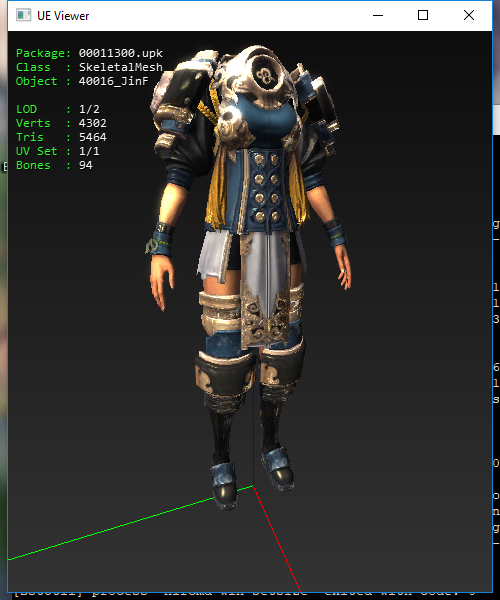 UE Viewer
Package: 00011300.upk
Class : SkeletalMesh
Object : 40016_JinF
LOD : 1/2
Verts : 4302
Tris : 5464
UV Set : 1/1
Bones : 94